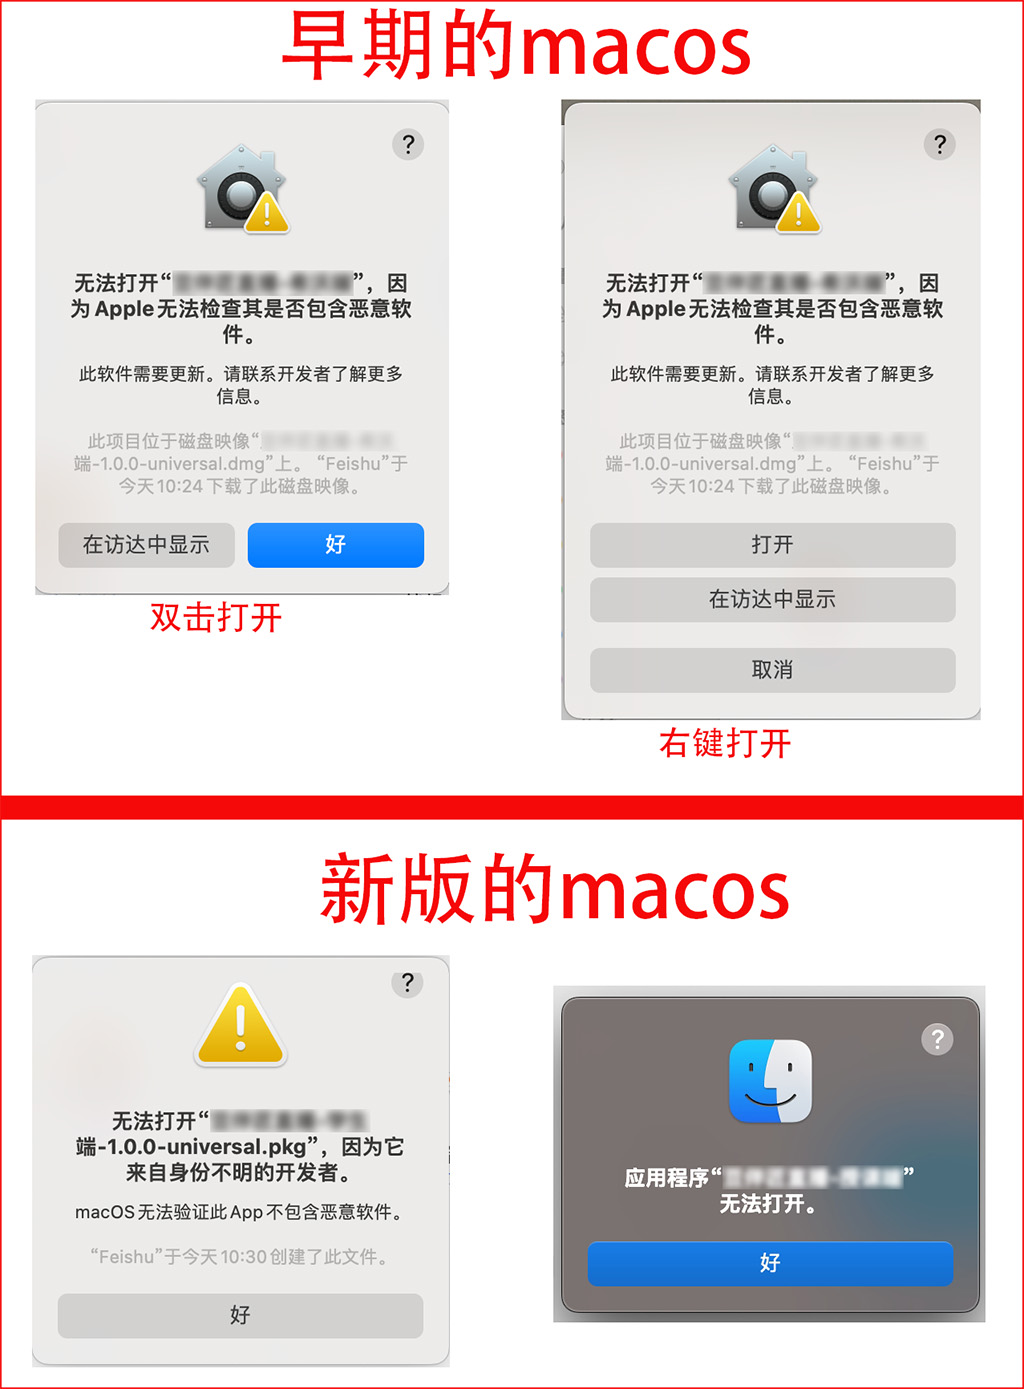 早期的macos
?
无法打开“ ”，因
为 Apple 无法检查其是否包含恶意软
件。
此软件需要更新。请联系开发者了解更多
信息。
此项目位于磁盘映像“
端-1.0.0-universal.dmg”上。 “Feishu”于
今天 10:24 下载了此磁盘映像。
在访达中显示
好
双击打开
?
无法打开“ ”，因
为 Apple 无法检查其是否包含恶意软
件。
此软件需要更新。请联系开发者了解更多
信息。
此项目位于磁盘映像“
端-1.0.0-universal.dmg”上。 “Feishu”于
今天 10:24 下载了此磁盘映像。
打开
在访达中显示
取消
右键打开
新版的macos
?
无法打开“
端-1.0.0-universal.pkg”，因为它
来自身份不明的开发者。
macOS 无法验证此 App 不包含恶意软件。
“Feishu”于今天 10:30 创建了此文件。
好
?
应用程序“ ”
无法打开。
好